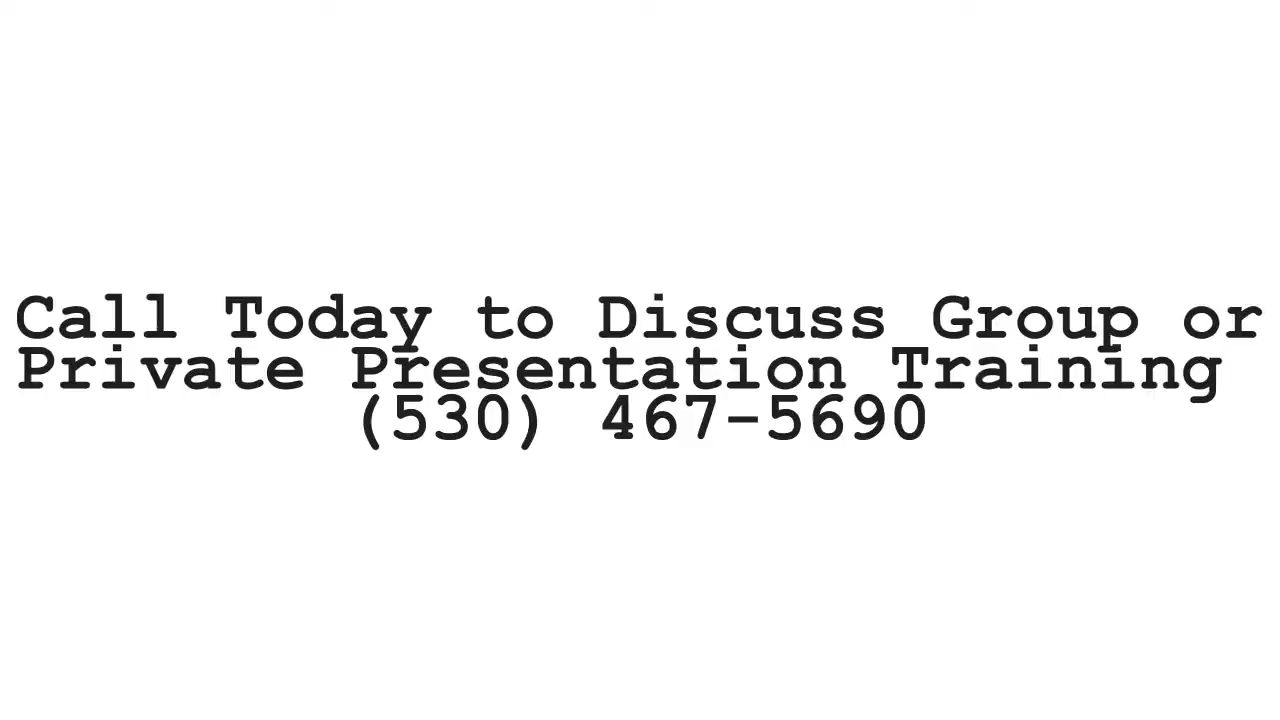 Call Today to Discuss Group or
Private Presentation Training
(530) 467-5690